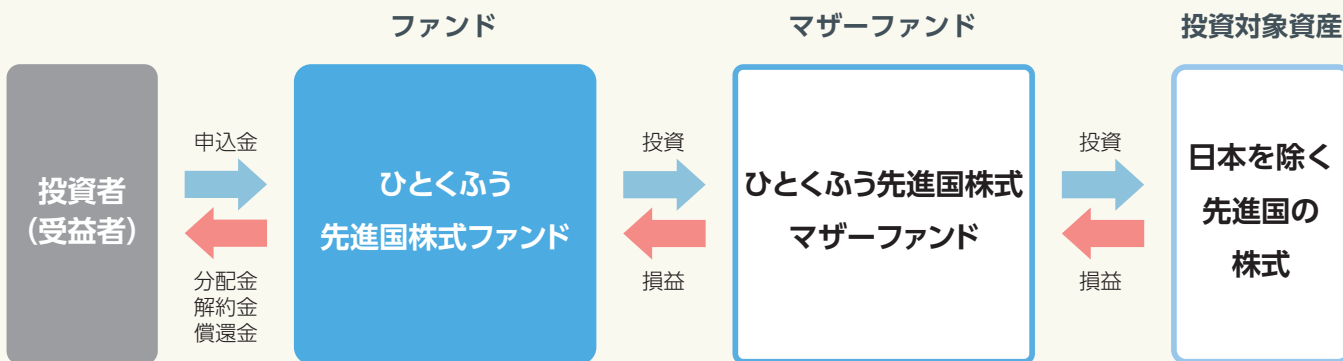 ファンド
マザーファンド
投資対象資産
投資者
（受益者）
申込金
分配金
解約金
償還金
ひとくふう
先進国株式ファンド
投資
損益
ひとくふう先進国株式
マザーファンド
投資
損益
日本を除く
先進国の
株式